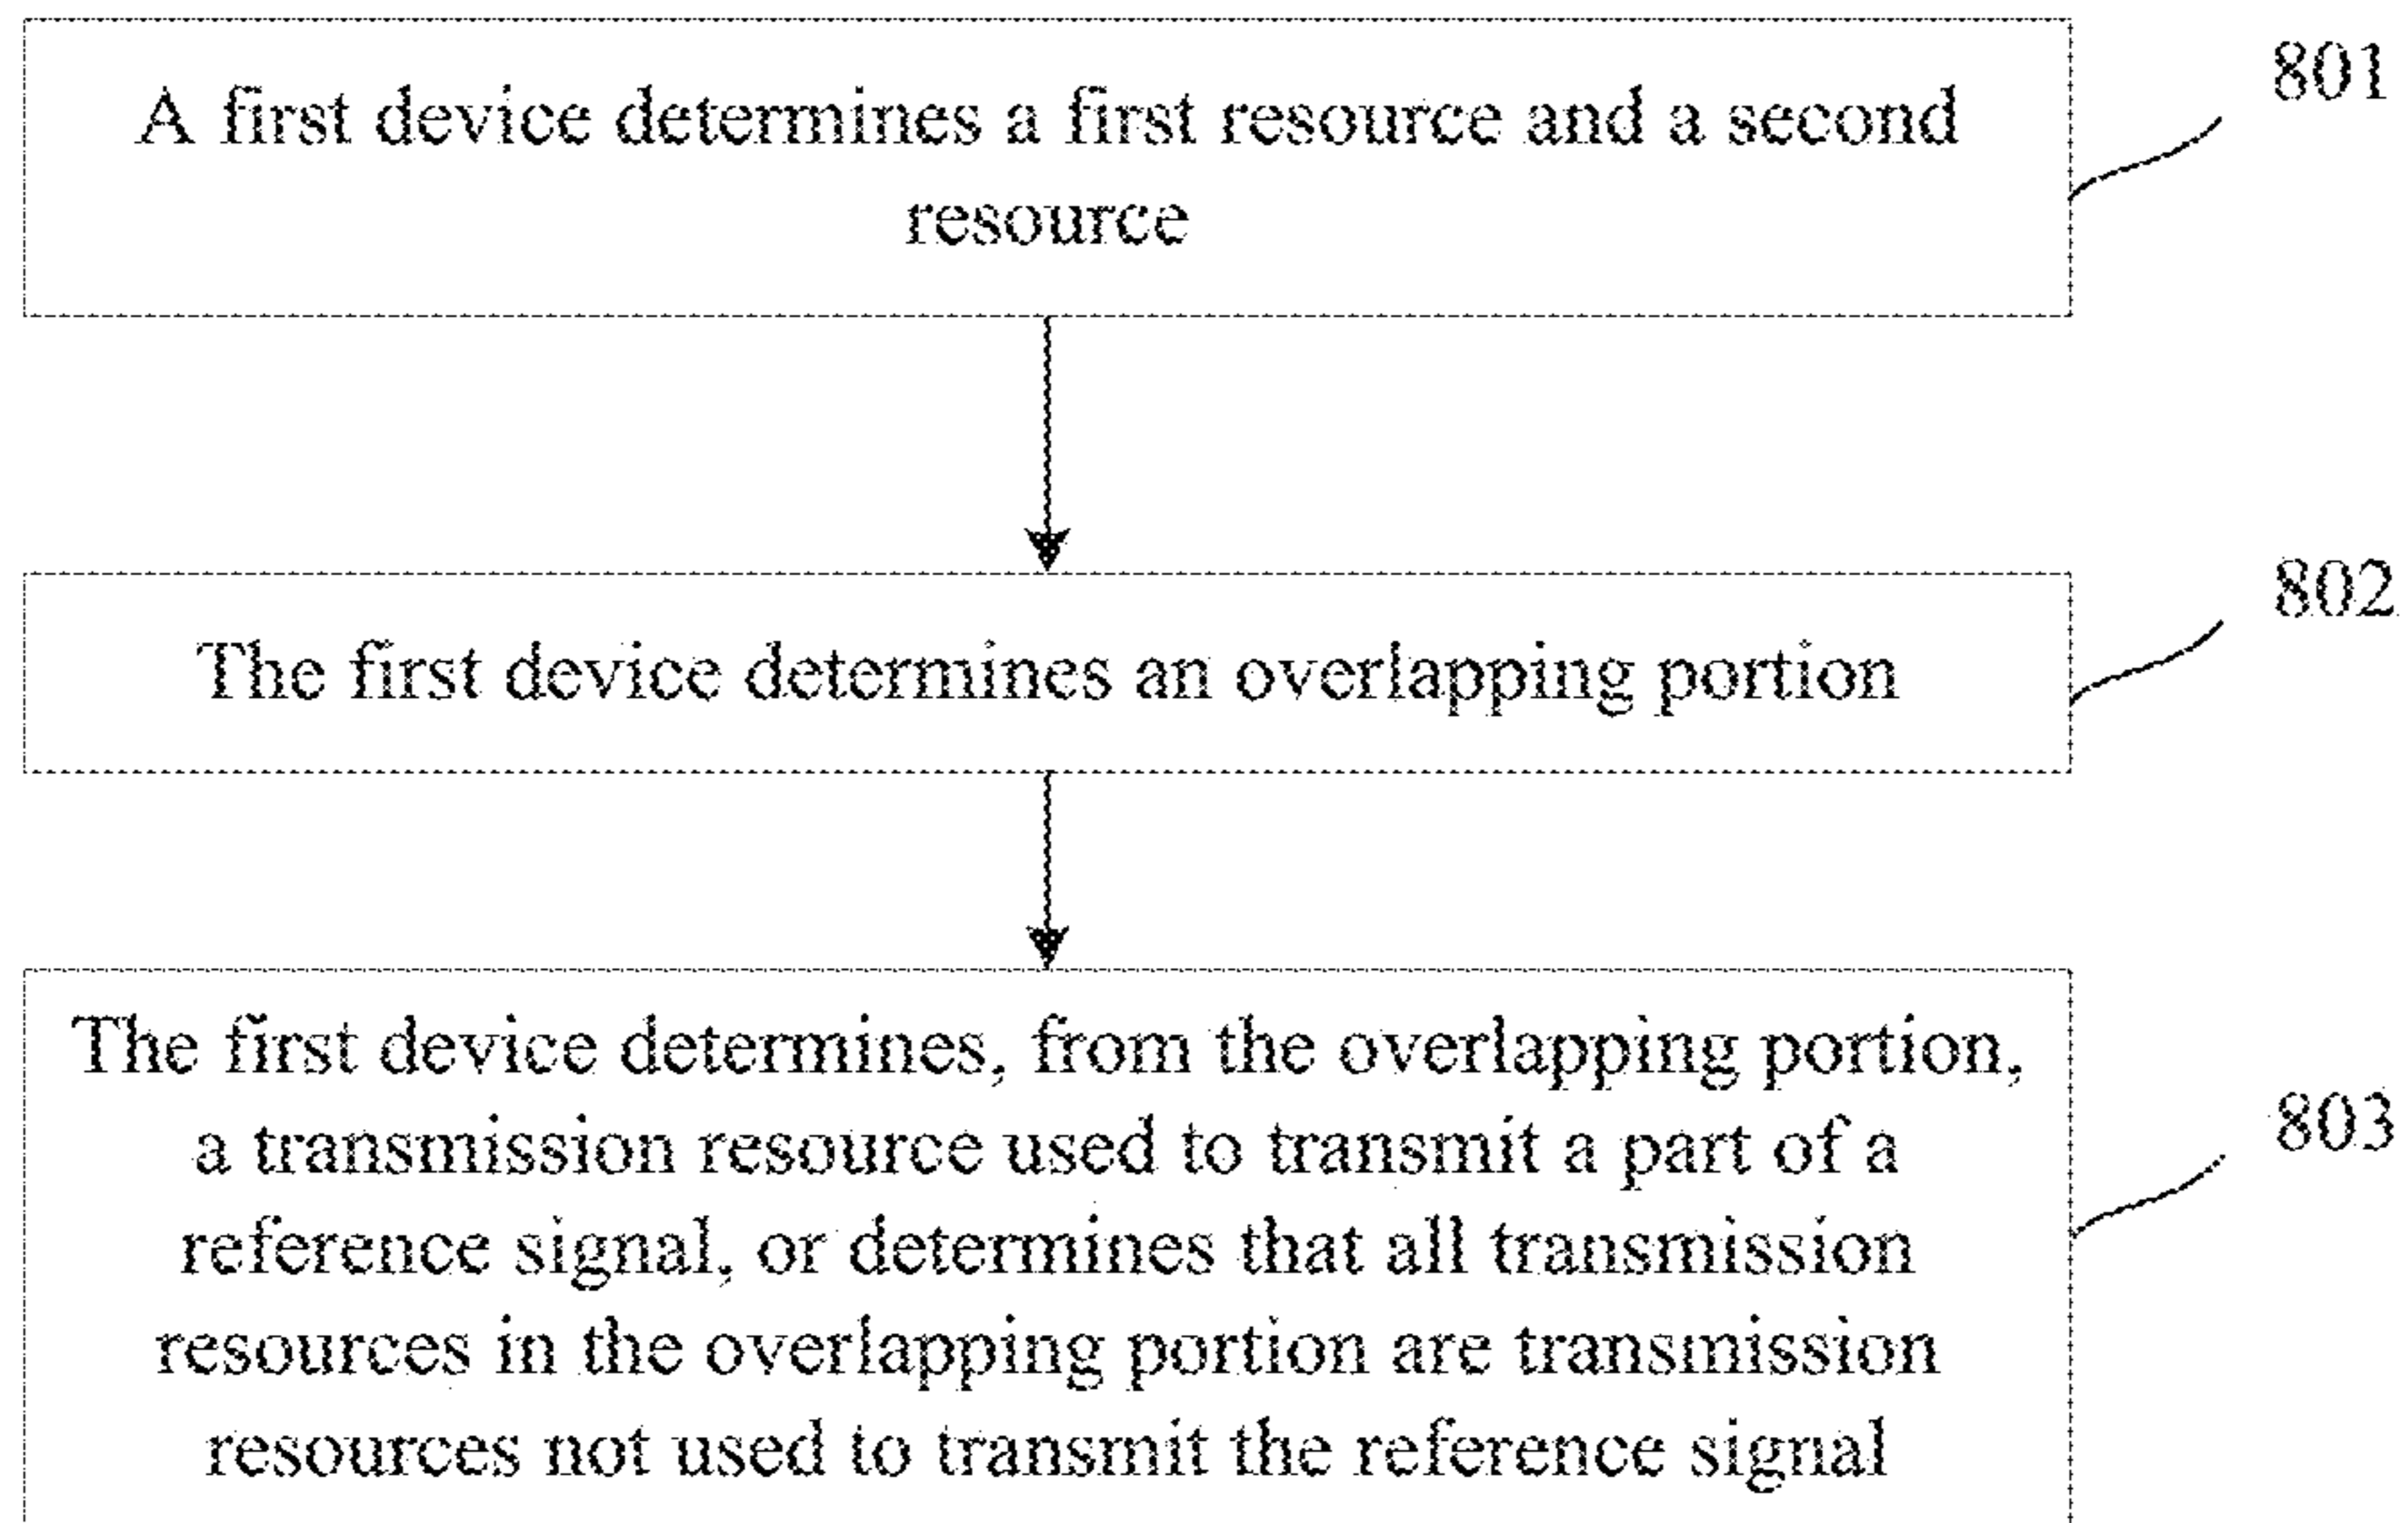 A first device determines a first resource and a second
resource
801
The first device determines an overlapping portion
802
The first device determines, from the overlapping portion,
a transmission resource used to transmit a part of a
reference signal, or determines that all transmission
resources in the overlapping portion are transmission
resources not used to transmit the reference signal
803